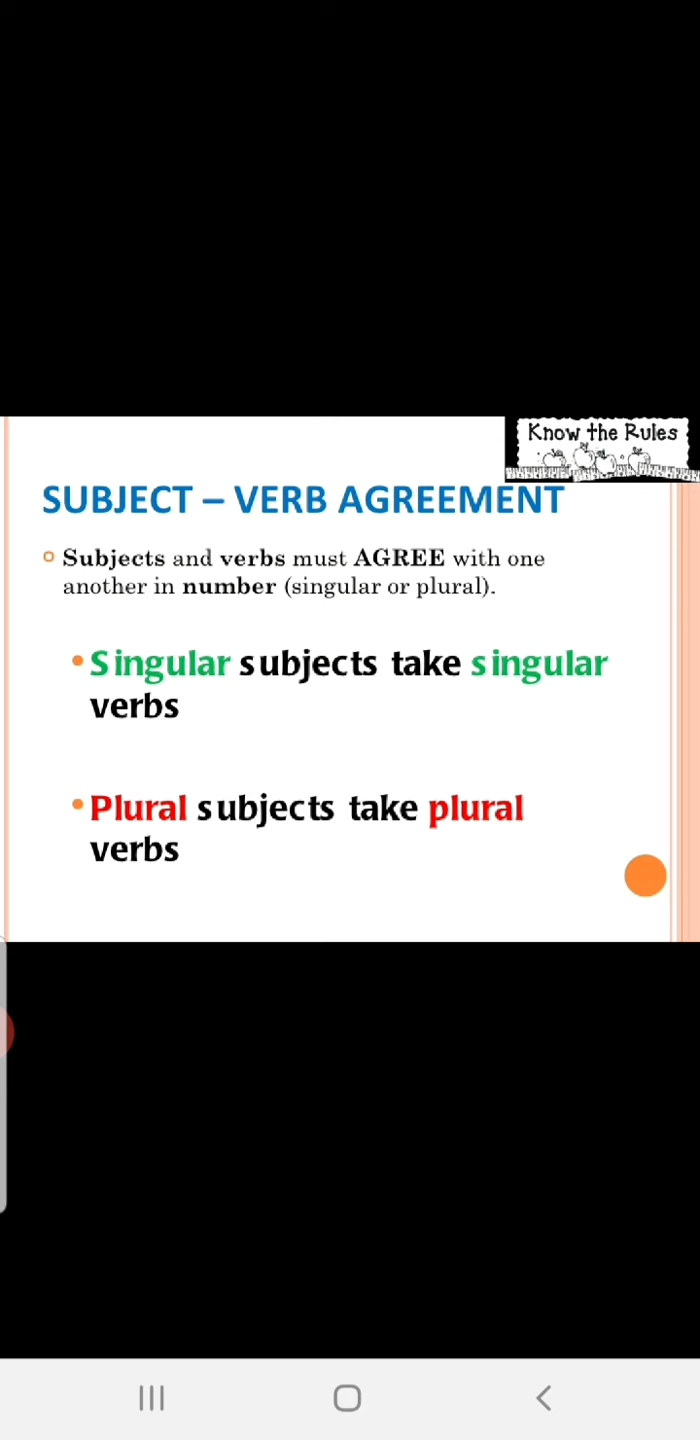 Know the Rules
SUBJECT – VERB AGREEMENT
Subjects and verbs must AGREE with one
another in number (singular or plural).
Singular subjects take singular
verbs
Plural subjects take plural
verbs